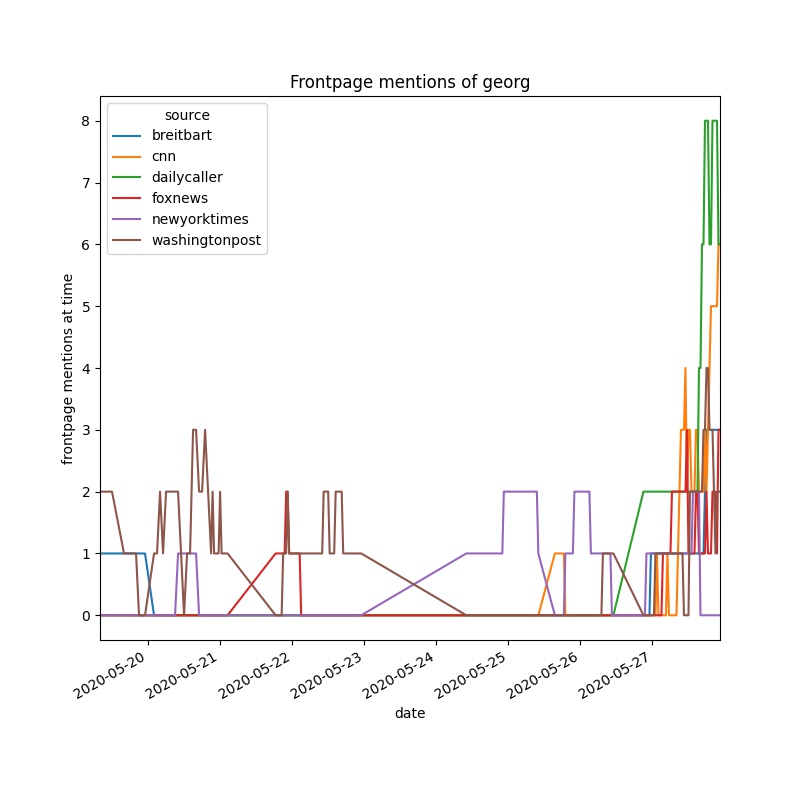 Frontpage mentions of georg
source
breitbart
cnn
dailycaller
foxnews
newyorktimes
washingtonpost
frontpage mentions at time
8
7
6
5
4
3
2
1
0
2020-05-20
2020-05-21
2020-05-22
2020-05-23
2020-05-24
2020-05-25
2020-05-26
2020-05-27
date